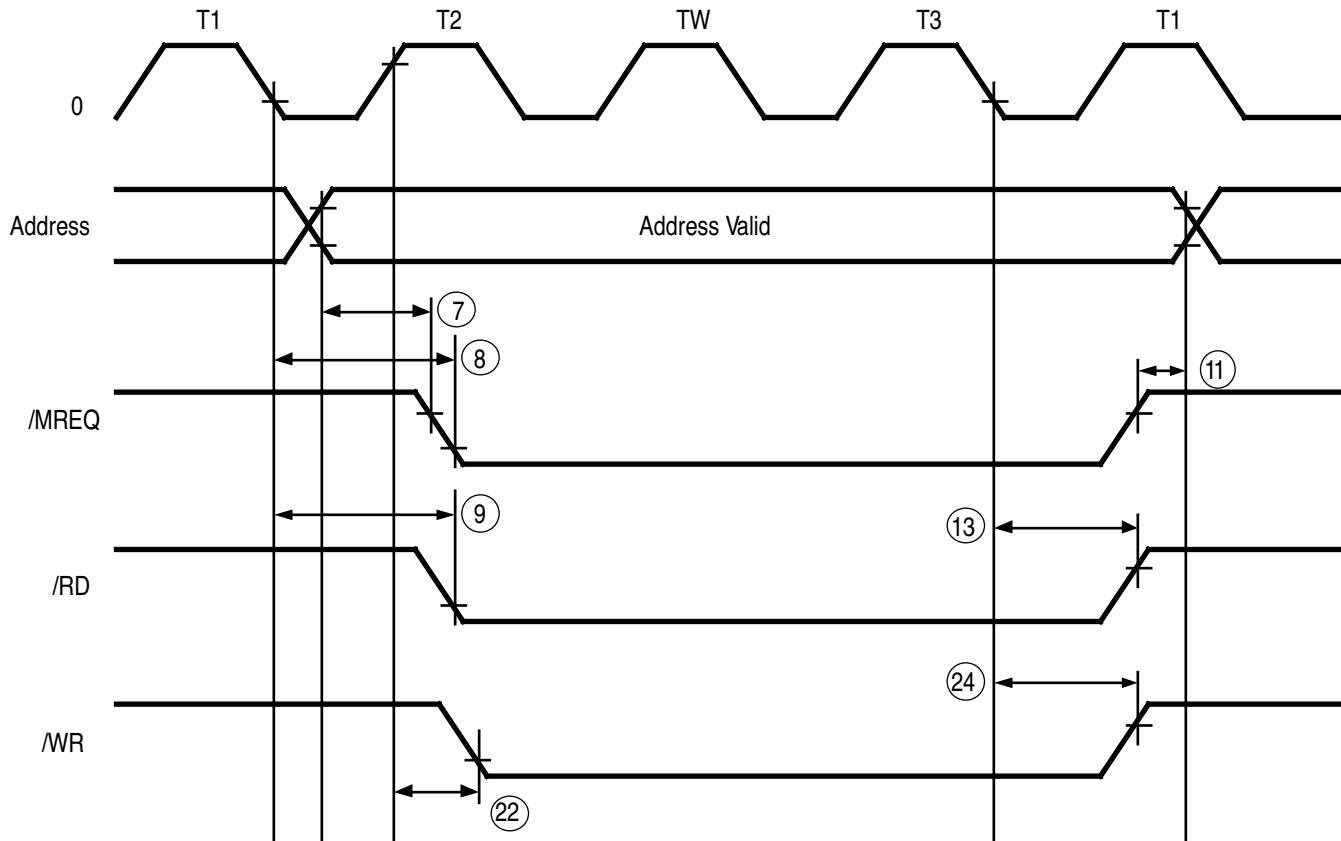 T1 T2 TW T3 T1
0
Address Address Valid
7
8
11
/MREQ
9
13
/RD
24
/WR
22